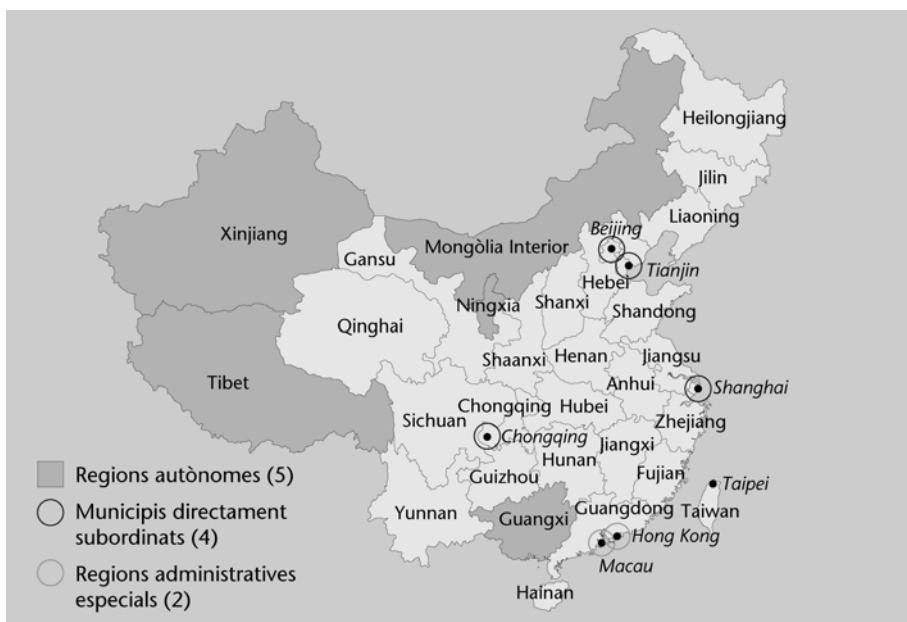 Heilongjiang
Jilin
Liaoning
Beijing
Xinjiang
Mongòlia Interior
Gansu
Tianjin
Hebei
Ningxia
Shanxi
Shandong
Qinghai
Shaanxi
Henan
Jiangsu
Tibet
Anhui
Shanghai
Chongqing
Hubei
Sichuan
Zhejiang
Chongqing
Jiangxi
Hunan
Guizhou
Fujian
Taipei
Yunnan
Guangxi
Guangdong
Taiwan
Hong Kong
Macau
Hainan
Regions autònomes (5)
Municipis directament
subordinats (4)
Regions administratives
especials (2)